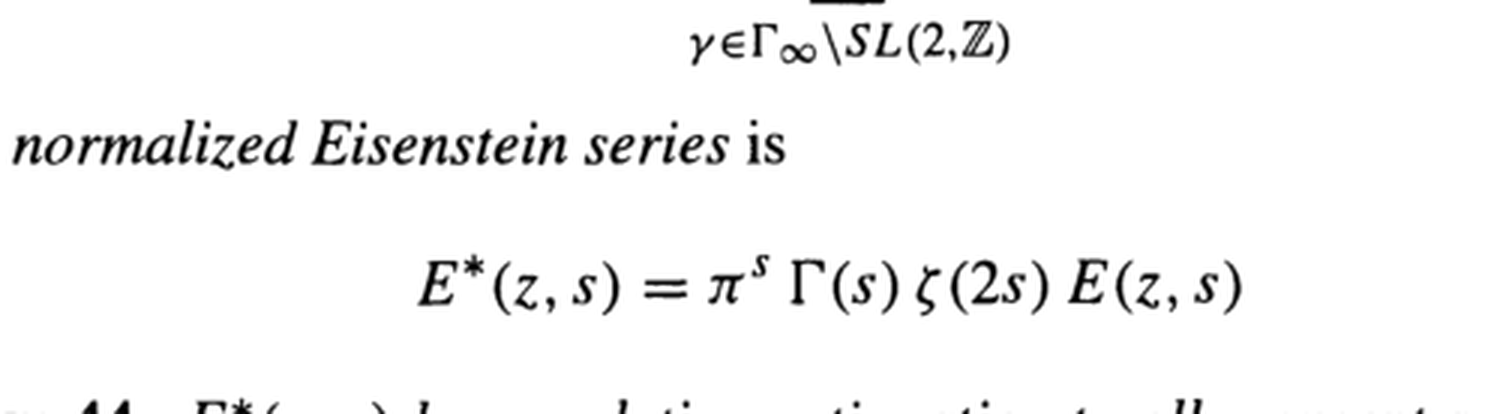 γ∈Γ∞\SL(2,ℤ)
normalized Eisenstein series is
E*(z, s) = π^s Γ(s) ζ(2s) E(z, s)